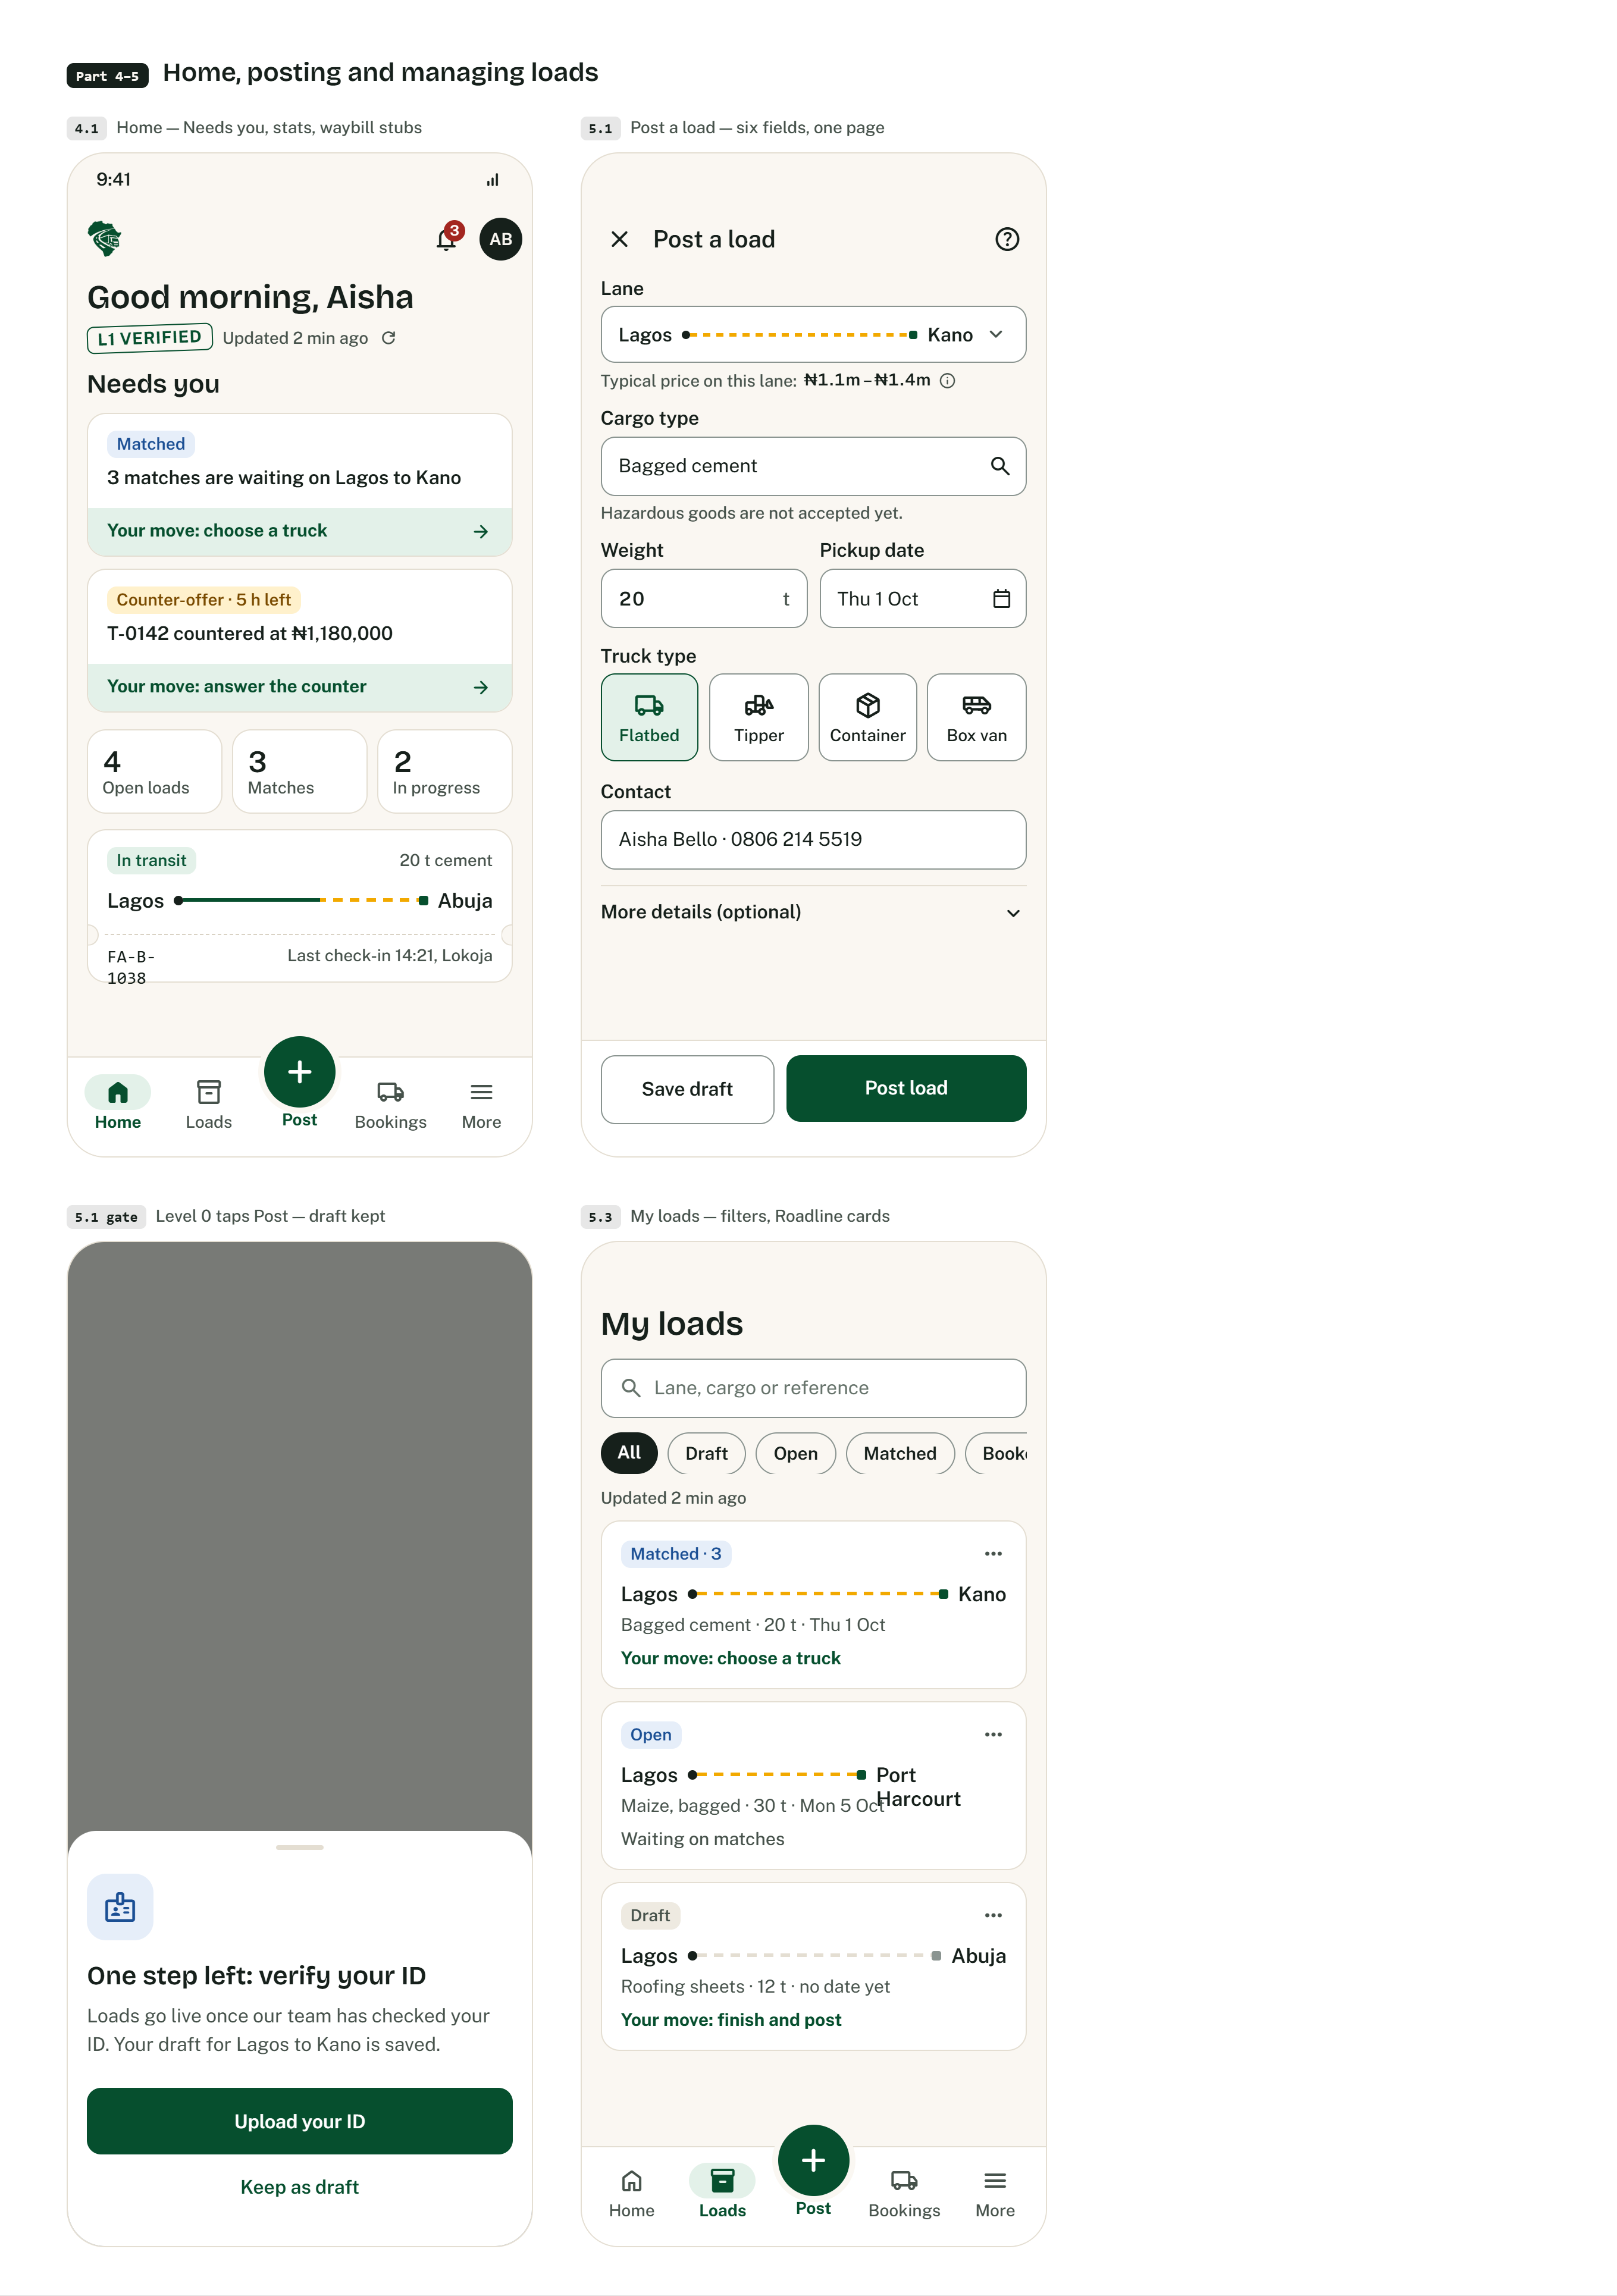 Part 4–5 Home, posting and managing loads
4.1 Home — Needs you, stats, waybill stubs
9:41
3
AB
Good morning, Aisha
L1 VERIFIED Updated 2 min ago
Needs you
Matched
3 matches are waiting on Lagos to Kano
Your move: choose a truck
Counter-offer · 5 h left
T-0142 countered at ₦1,180,000
Your move: answer the counter
4
Open loads
3
Matches
2
In progress
In transit 20 t cement
Lagos Abuja
FA-B-
1038
Last check-in 14:21, Lokoja
Home Loads Post Bookings More
5.1 Post a load — six fields, one page
Post a load
Lane
Lagos Kano
Typical price on this lane: ₦1.1m – ₦1.4m
Cargo type
Bagged cement
Hazardous goods are not accepted yet.
Weight Pickup date
20 t Thu 1 Oct
Truck type
Flatbed Tipper Container Box van
Contact
Aisha Bello · 0806 214 5519
More details (optional)
Save draft Post load
5.1 gate Level 0 taps Post — draft kept
One step left: verify your ID
Loads go live once our team has checked your
ID. Your draft for Lagos to Kano is saved.
Upload your ID
Keep as draft
5.3 My loads — filters, Roadline cards
My loads
Lane, cargo or reference
All Draft Open Matched Booke
Updated 2 min ago
Matched · 3
Lagos Kano
Bagged cement · 20 t · Thu 1 Oct
Your move: choose a truck
Open
Lagos Port
Harcourt
Maize, bagged · 30 t · Mon 5 Oct
Waiting on matches
Draft
Lagos Abuja
Roofing sheets · 12 t · no date yet
Your move: finish and post
Home Loads Post Bookings More